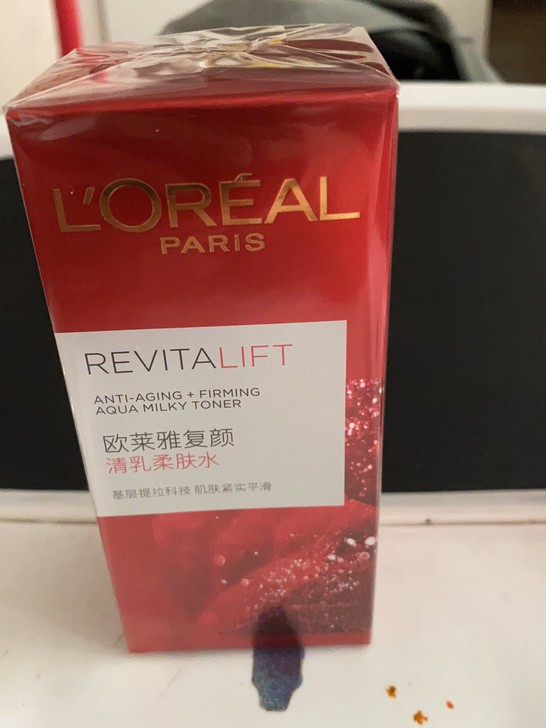 L'ORÉAL
PARiS
REVITALIFT
ANTI-AGING + FIRMING
AQUA MILKY TONER
欧莱雅复颜
清乳柔肤水
基层提拉科技 肌肤紧实平滑